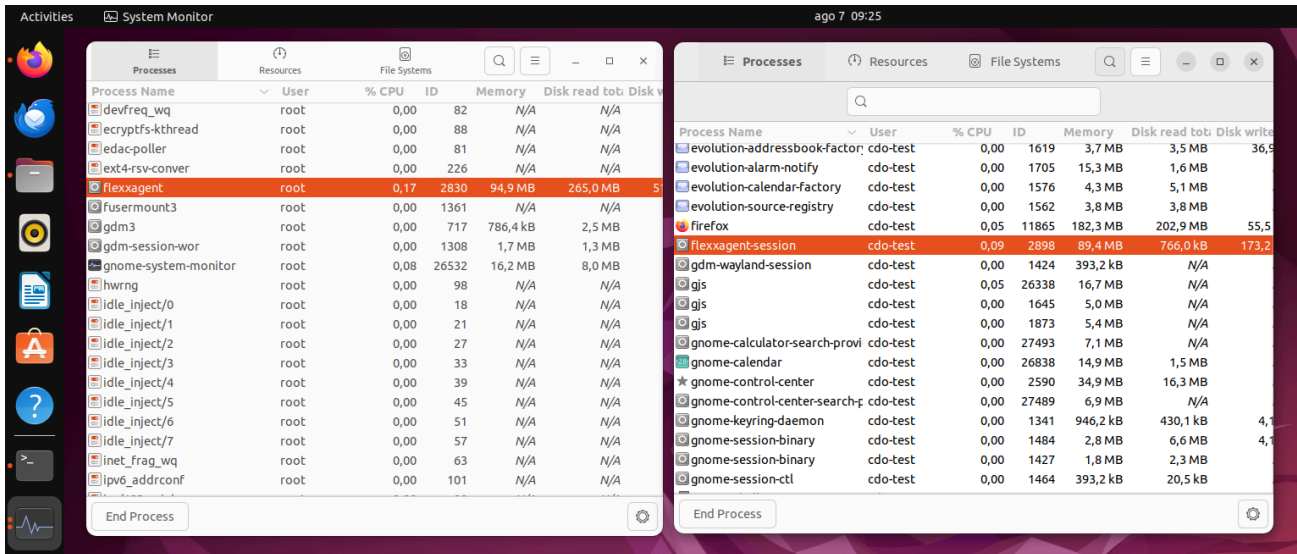 Activities System Monitor ago 7 09:25
Processes Resources File Systems
Process Name User % CPU ID Memory Disk read tota Disk w
devfreq_wq root 0,00 82 N/A N/A
ecryptfs-kthread root 0,00 88 N/A N/A
edac-poller root 0,00 81 N/A N/A
ext4-rsv-conver root 0,00 226 N/A N/A
flexxagent root 0,17 2830 94,9 MB 265,0 MB 51
fusermount3 root 0,00 1361 N/A N/A
gdm3 root 0,00 717 786,4 kB 2,5 MB
gdm-session-wor root 0,00 1308 1,7 MB 1,3 MB
gnome-system-monitor root 0,08 26532 16,2 MB 8,0 MB
hwrng root 0,00 98 N/A N/A
idle_inject/0 root 0,00 18 N/A N/A
idle_inject/1 root 0,00 21 N/A N/A
idle_inject/2 root 0,00 27 N/A N/A
idle_inject/3 root 0,00 33 N/A N/A
idle_inject/4 root 0,00 39 N/A N/A
idle_inject/5 root 0,00 45 N/A N/A
idle_inject/6 root 0,00 51 N/A N/A
idle_inject/7 root 0,00 57 N/A N/A
inet_frag_wq root 0,00 63 N/A N/A
ipv6_addrconf root 0,00 101 N/A N/A
End Process
Processes Resources File Systems
Process Name User % CPU ID Memory Disk read tota Disk write
evolution-addressbook-factory cdo-test 0,00 1619 3,7 MB 3,5 MB 36,9
evolution-alarm-notify cdo-test 0,00 1705 15,3 MB 1,6 MB
evolution-calendar-factory cdo-test 0,00 1576 4,3 MB 5,1 MB
evolution-source-registry cdo-test 0,00 1562 3,8 MB 3,8 MB
firefox cdo-test 0,05 11865 182,3 MB 202,9 MB 55,5
flexxagent-session cdo-test 0,09 2898 89,4 MB 766,0 kB 173,2
gdm-wayland-session cdo-test 0,00 1424 393,2 kB N/A
gjs cdo-test 0,05 26338 16,7 MB N/A
gjs cdo-test 0,00 1645 5,0 MB N/A
gjs cdo-test 0,00 1873 5,4 MB N/A
gnome-calculator-search-provi cdo-test 0,00 27493 7,1 MB N/A
gnome-calendar cdo-test 0,00 26838 14,9 MB 1,5 MB
gnome-control-center cdo-test 0,00 2590 34,9 MB 16,3 MB
gnome-control-center-search-p cdo-test 0,00 27489 6,9 MB N/A
gnome-keyring-daemon cdo-test 0,00 1341 946,2 kB 430,1 kB 4,1
gnome-session-binary cdo-test 0,00 1484 2,8 MB 6,6 MB 4,1
gnome-session-binary cdo-test 0,00 1427 1,8 MB 2,3 MB
gnome-session-ctl cdo-test 0,00 1464 393,2 kB 20,5 kB
End Process